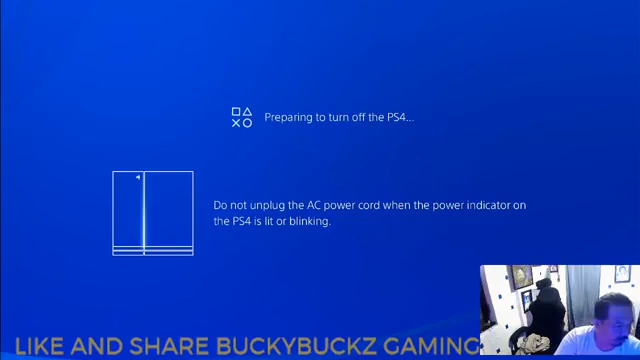 Preparing to turn off the PS4...
Do not unplug the AC power cord when the power indicator on
the PS4 is lit or blinking.
LIKE AND SHARE BUCKYBUCKZ GAMING